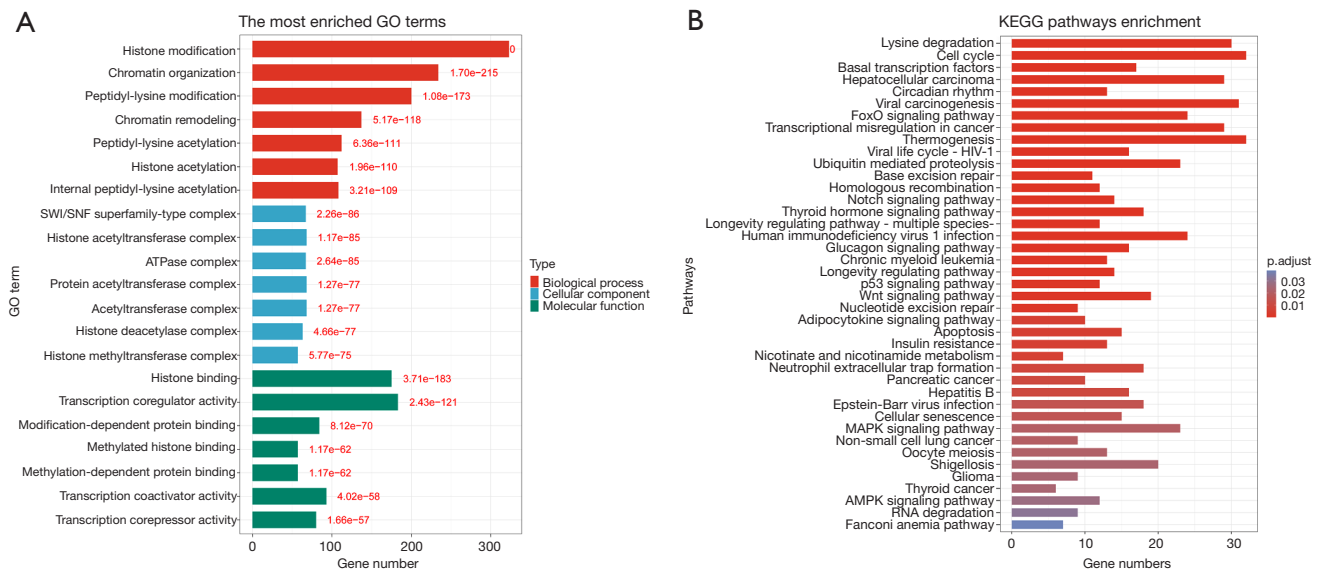 A
The most enriched GO terms
GO term
Histone modification
0
Chromatin organization
1.70e−215
Peptidyl-lysine modification
1.08e−173
Chromatin remodeling
5.17e−118
Peptidyl-lysine acetylation
6.36e−111
Histone acetylation
1.96e−110
Internal peptidyl-lysine acetylation
3.21e−109
SWI/SNF superfamily-type complex
2.26e−86
Histone acetyltransferase complex
1.17e−85
ATPase complex
2.64e−85
Protein acetyltransferase complex
1.27e−77
Acetyltransferase complex
1.27e−77
Histone deacetylase complex
4.66e−77
Histone methyltransferase complex
5.77e−75
Histone binding
3.71e−183
Transcription coregulator activity
2.43e−121
Modification-dependent protein binding
8.12e−70
Methylated histone binding
1.17e−62
Methylation-dependent protein binding
1.17e−62
Transcription coactivator activity
4.02e−58
Transcription corepressor activity
1.66e−57
0 100 200 300
Gene number
Type
Biological process
Cellular component
Molecular function
B
KEGG pathways enrichment
Pathways
Lysine degradation
Cell cycle
Basal transcription factors
Hepatocellular carcinoma
Circadian rhythm
Viral carcinogenesis
FoxO signaling pathway
Transcriptional misregulation in cancer
Thermogenesis
Viral life cycle - HIV-1
Ubiquitin mediated proteolysis
Base excision repair
Homologous recombination
Notch signaling pathway
Thyroid hormone signaling pathway
Longevity regulating pathway - multiple species-
Human immunodeficiency virus 1 infection
Glucagon signaling pathway
Chronic myeloid leukemia
Longevity regulating pathway
p53 signaling pathway
Wnt signaling pathway
Nucleotide excision repair
Adipocytokine signaling pathway
Apoptosis
Insulin resistance
Nicotinate and nicotinamide metabolism
Neutrophil extracellular trap formation
Pancreatic cancer
Hepatitis B
Epstein-Barr virus infection
Cellular senescence
MAPK signaling pathway
Non-small cell lung cancer
Oocyte meiosis
Shigellosis
Glioma
Thyroid cancer
AMPK signaling pathway
RNA degradation
Fanconi anemia pathway
0 10 20 30
Gene numbers
p.adjust
0.03
0.02
0.01